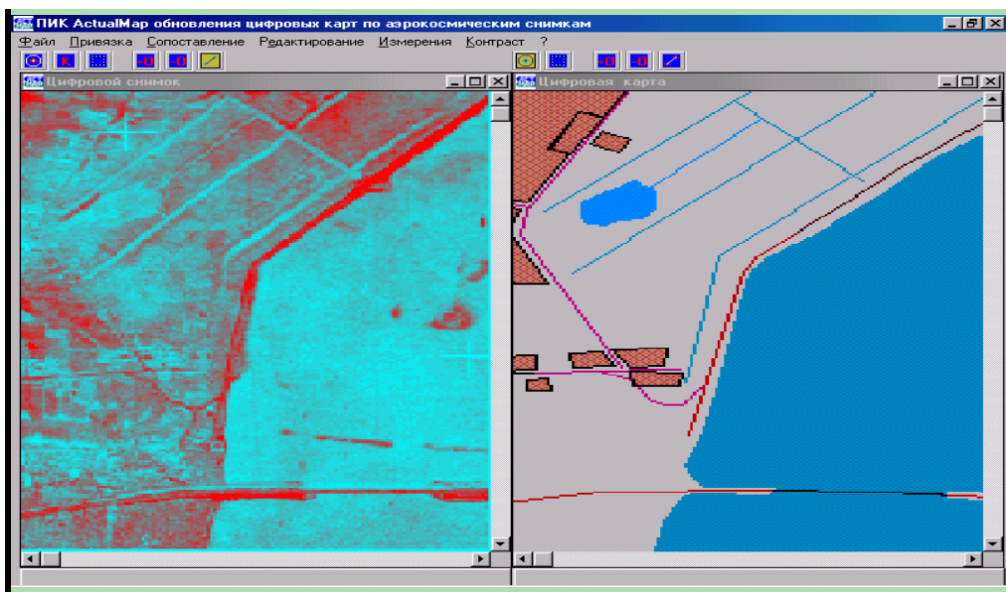 ПИК ActualMap обновления цифровых карт по аэрокосмическим снимкам
Файл Привязка Сопоставление Редактирование Измерения Контраст ?
К
Цифровой снимок
Цифровая карта